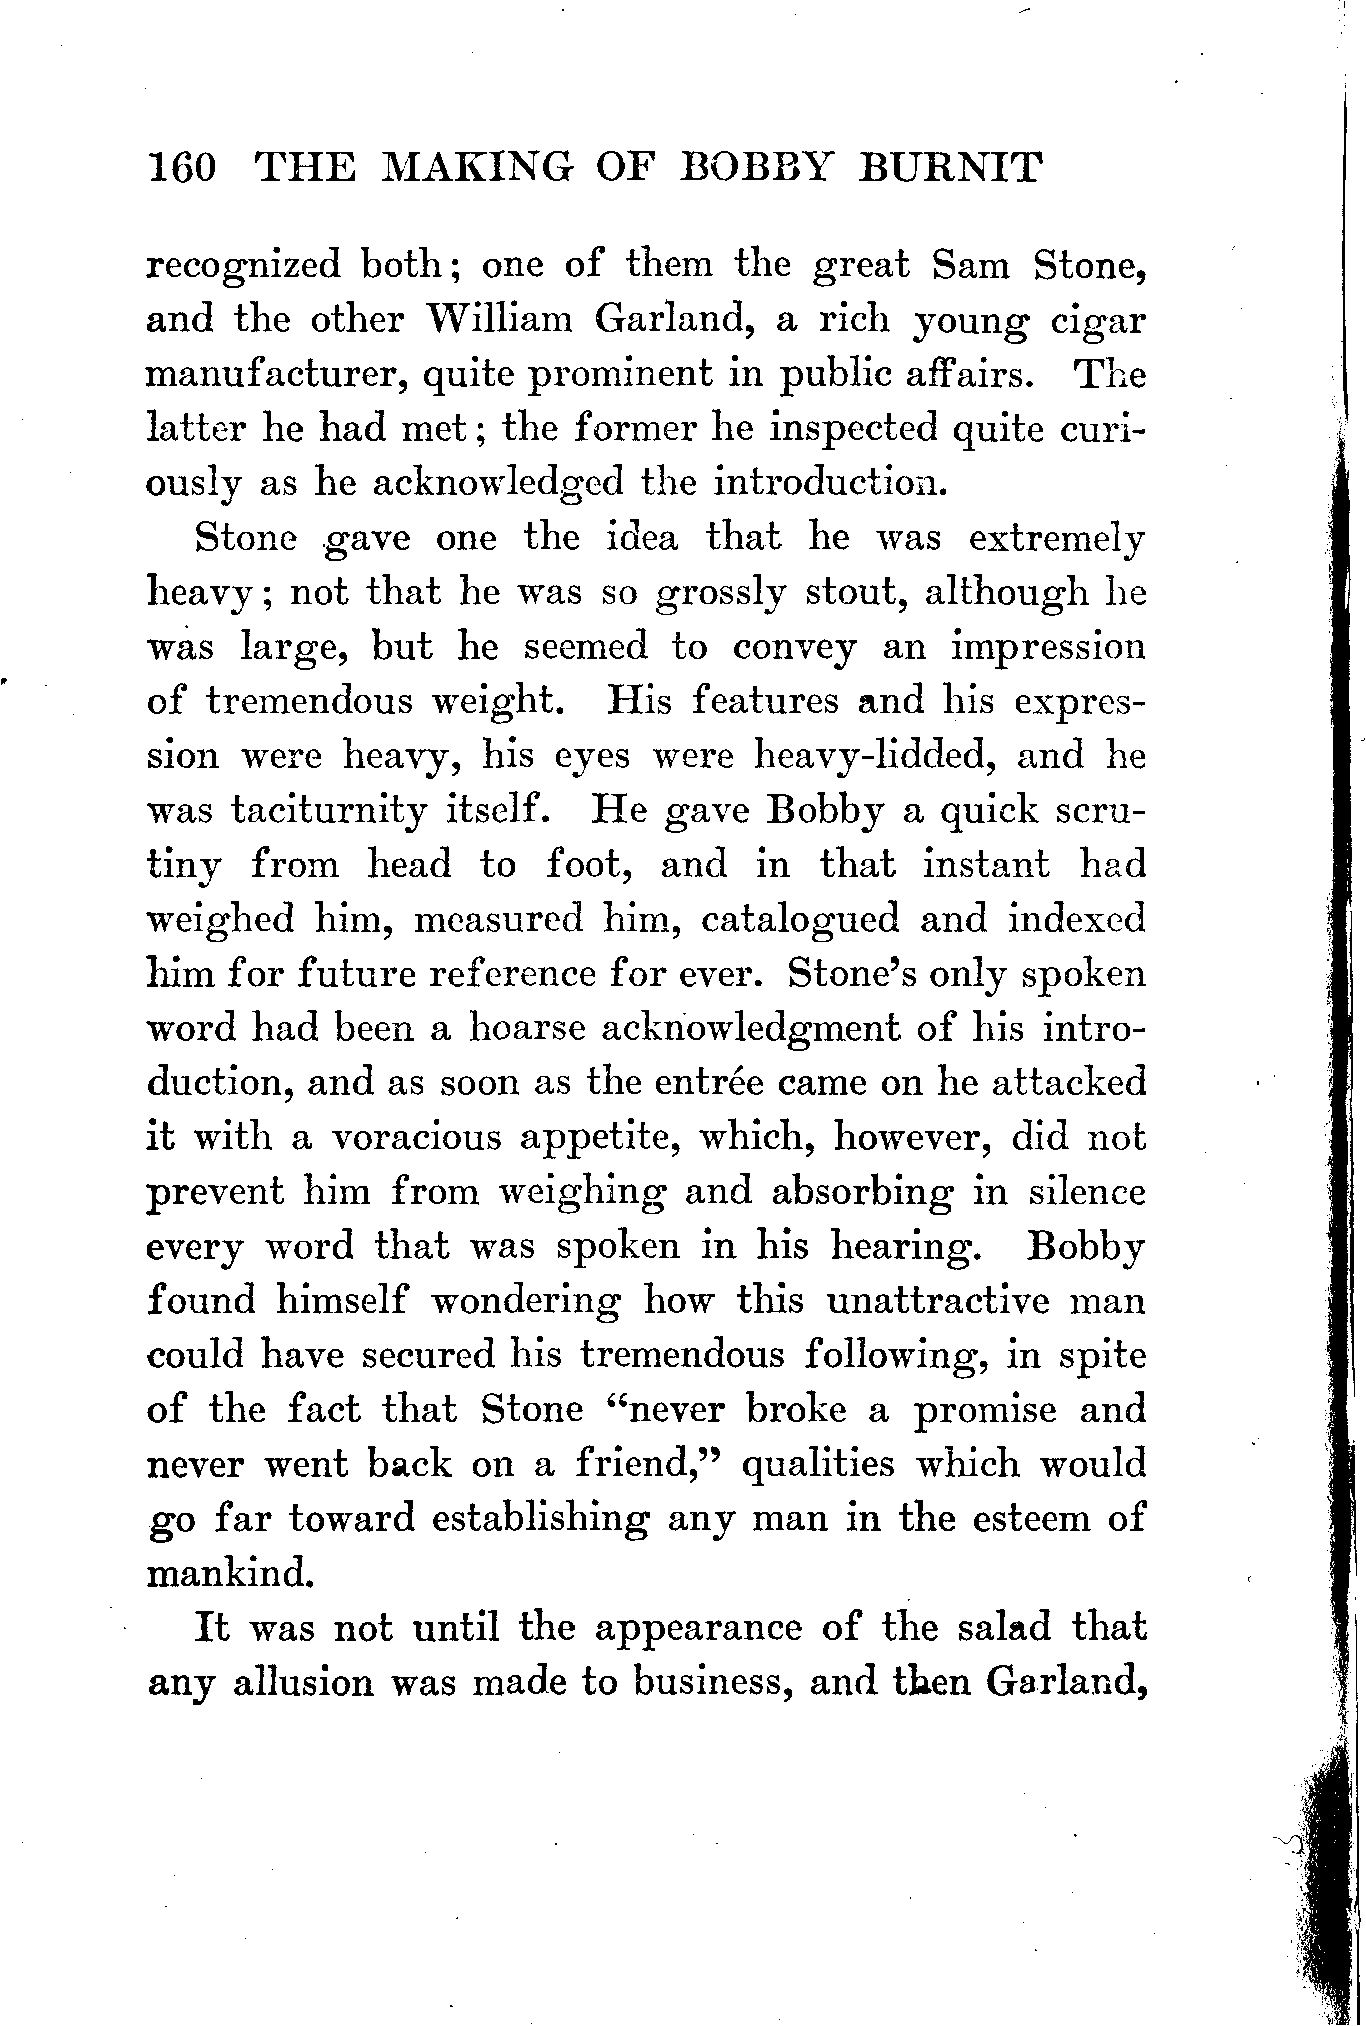 160 THE MAKING OF BOBBY BURNIT
recognized both; one of them the great Sam Stone,
and the other William Garland, a rich young cigar
manufacturer, quite prominent in public affairs. The
latter he had met; the former he inspected quite curi-
ously as he acknowledged the introduction.
Stone gave one the idea that he was extremely
heavy; not that he was so grossly stout, although he
was large, but he seemed to convey an impression
of tremendous weight. His features and his expres-
sion were heavy, his eyes were heavy-lidded, and he
was taciturnity itself. He gave Bobby a quick scru-
tiny from head to foot, and in that instant had
weighed him, measured him, catalogued and indexed
him for future reference for ever. Stone's only spoken
word had been a hoarse acknowledgment of his intro-
duction, and as soon as the entrée came on he attacked
it with a voracious appetite, which, however, did not
prevent him from weighing and absorbing in silence
every word that was spoken in his hearing. Bobby
found himself wondering how this unattractive man
could have secured his tremendous following, in spite
of the fact that Stone “never broke a promise and
never went back on a friend,” qualities which would
go far toward establishing any man in the esteem of
mankind.
It was not until the appearance of the salad that
any allusion was made to business, and then Garland,